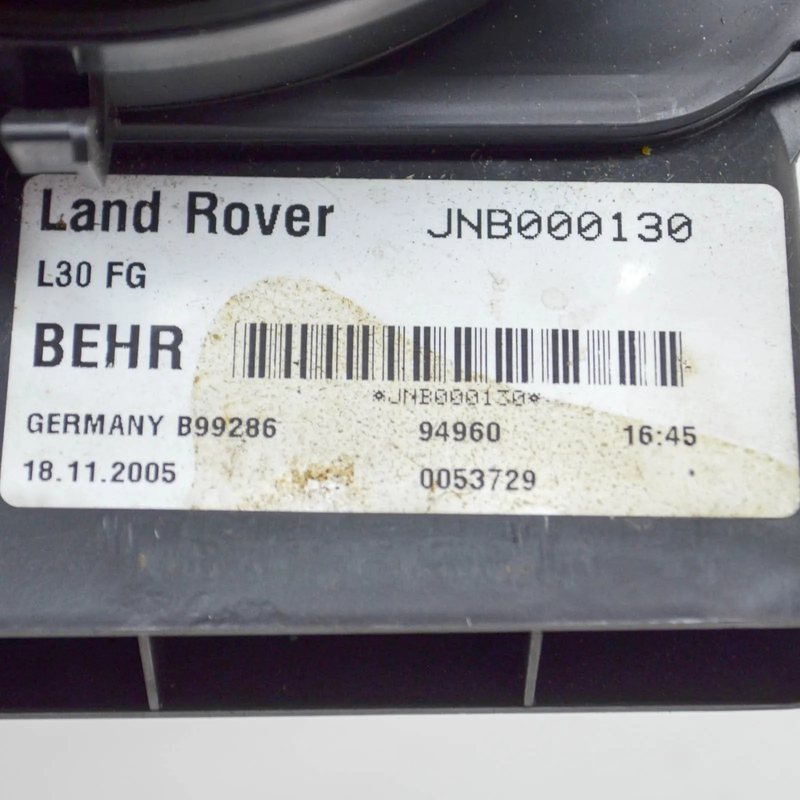 Land Rover JNB000130
L30 FG
BEHR
*JNB000130*
GERMANY B99286 94960 16:45
18.11.2005 0053729